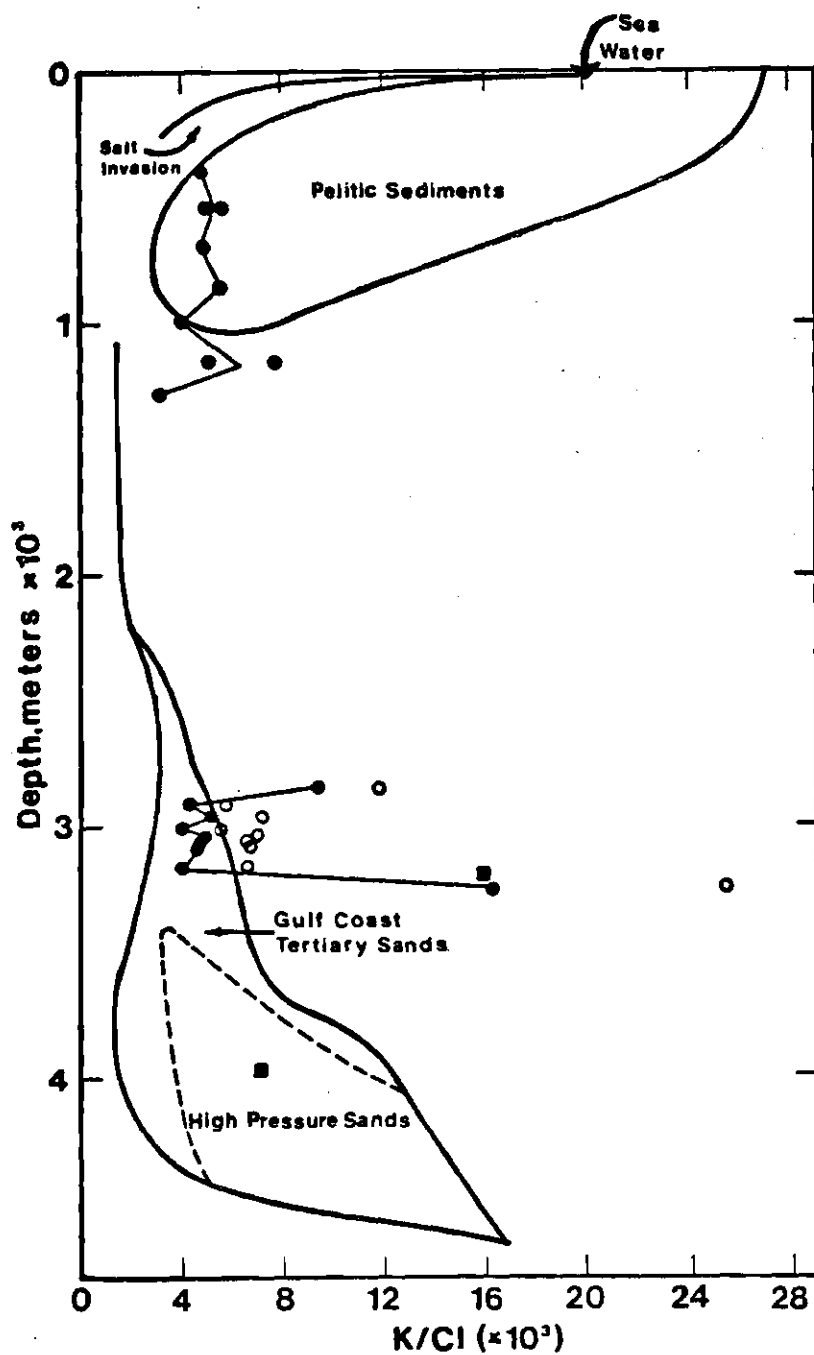 Sea
Water
0
Salt
Invasion
Pelitic Sediments
1
2
Depth, meters ×10³
3
Gulf Coast
Tertiary Sands
4
High Pressure Sands
0 4 8 12 16 20 24 28
K/Cl (×10³)